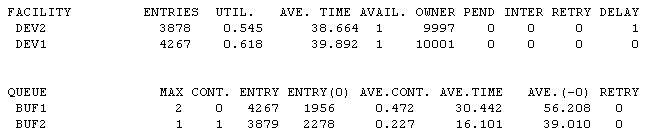 FACILITY ENTRIES UTIL. AVE. TIME AVAIL. OWNER PEND INTER RETRY DELAY
DEV2 3878 0.545 38.664 1 9997 0 0 0 1
DEV1 4267 0.618 39.892 1 10001 0 0 0 0
QUEUE MAX CONT. ENTRY ENTRY(0) AVE.CONT. AVE.TIME AVE.(-0) RETRY
BUF1 2 0 4267 1956 0.472 30.442 56.208 0
BUF2 1 1 3879 2278 0.227 16.101 39.010 0